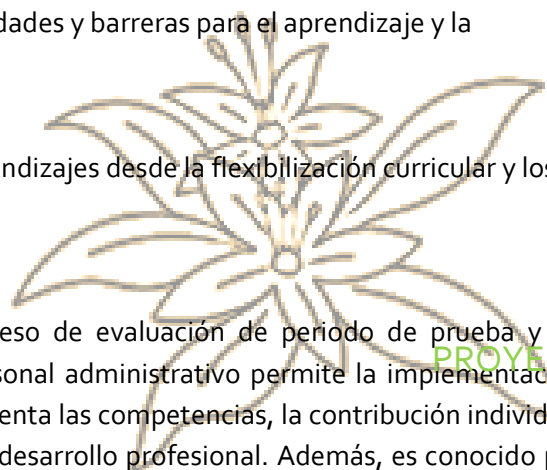 dades y barreras para el aprendizaje y la
ndizajes desde la flexibilización curricular y los
eso de evaluación de periodo de prueba y
PROYE
sonal administrativo permite la implementac
enta las competencias, la contribución individ
desarrollo profesional. Además, es conocido